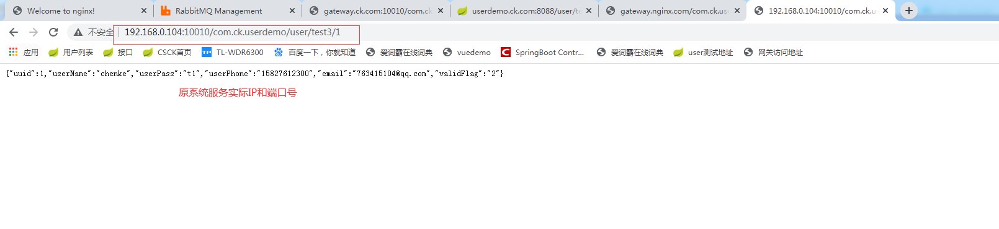 Welcome to nginx!
RabbitMQ Management
gateway.ck.com:10010/com.ck
userdemo.ck.com:8088/user/te
gateway.nginx.com/com.ck.use
192.168.0.104:10010/com.ck.u
不安全 192.168.0.104:10010/com.ck.userdemo/user/test3/1
应用 用户列表 接口 CSCK首页 TL-WDR6300 百度一下，你就知道 爱词霸在线词典 vuedemo SpringBoot Contr... 爱词霸在线词典 user测试地址 网关访问地址
{"uuid":1,"userName":"chenke","userPass":"t1","userPhone":"15827612300","email":"763415104@qq.com","validFlag":"2"}
原系统服务实际IP和端口号